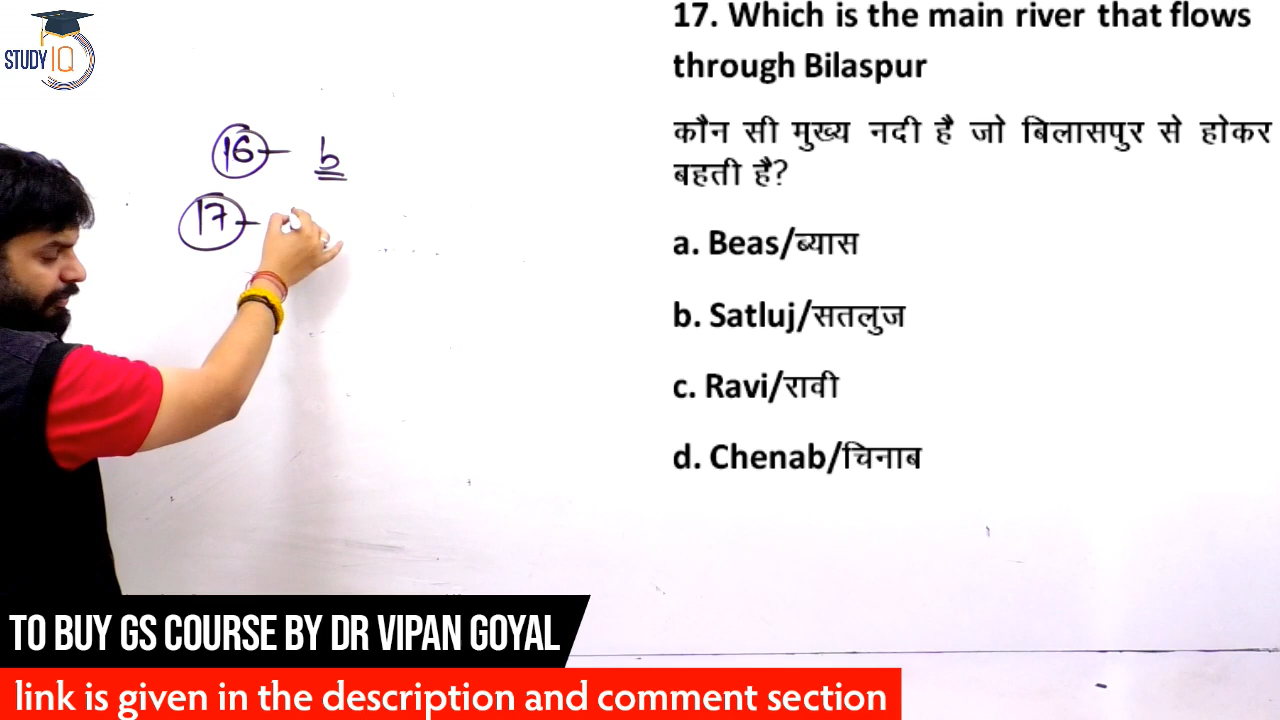 STUDY IQ
16 - b
17 -
17. Which is the main river that flows
through Bilaspur
कौन सी मुख्य नदी है जो बिलासपुर से होकर
बहती है?
a. Beas/ब्यास
b. Satluj/सतलुज
c. Ravi/रावी
d. Chenab/चिनाब
TO BUY GS COURSE BY DR VIPAN GOYAL
link is given in the description and comment section